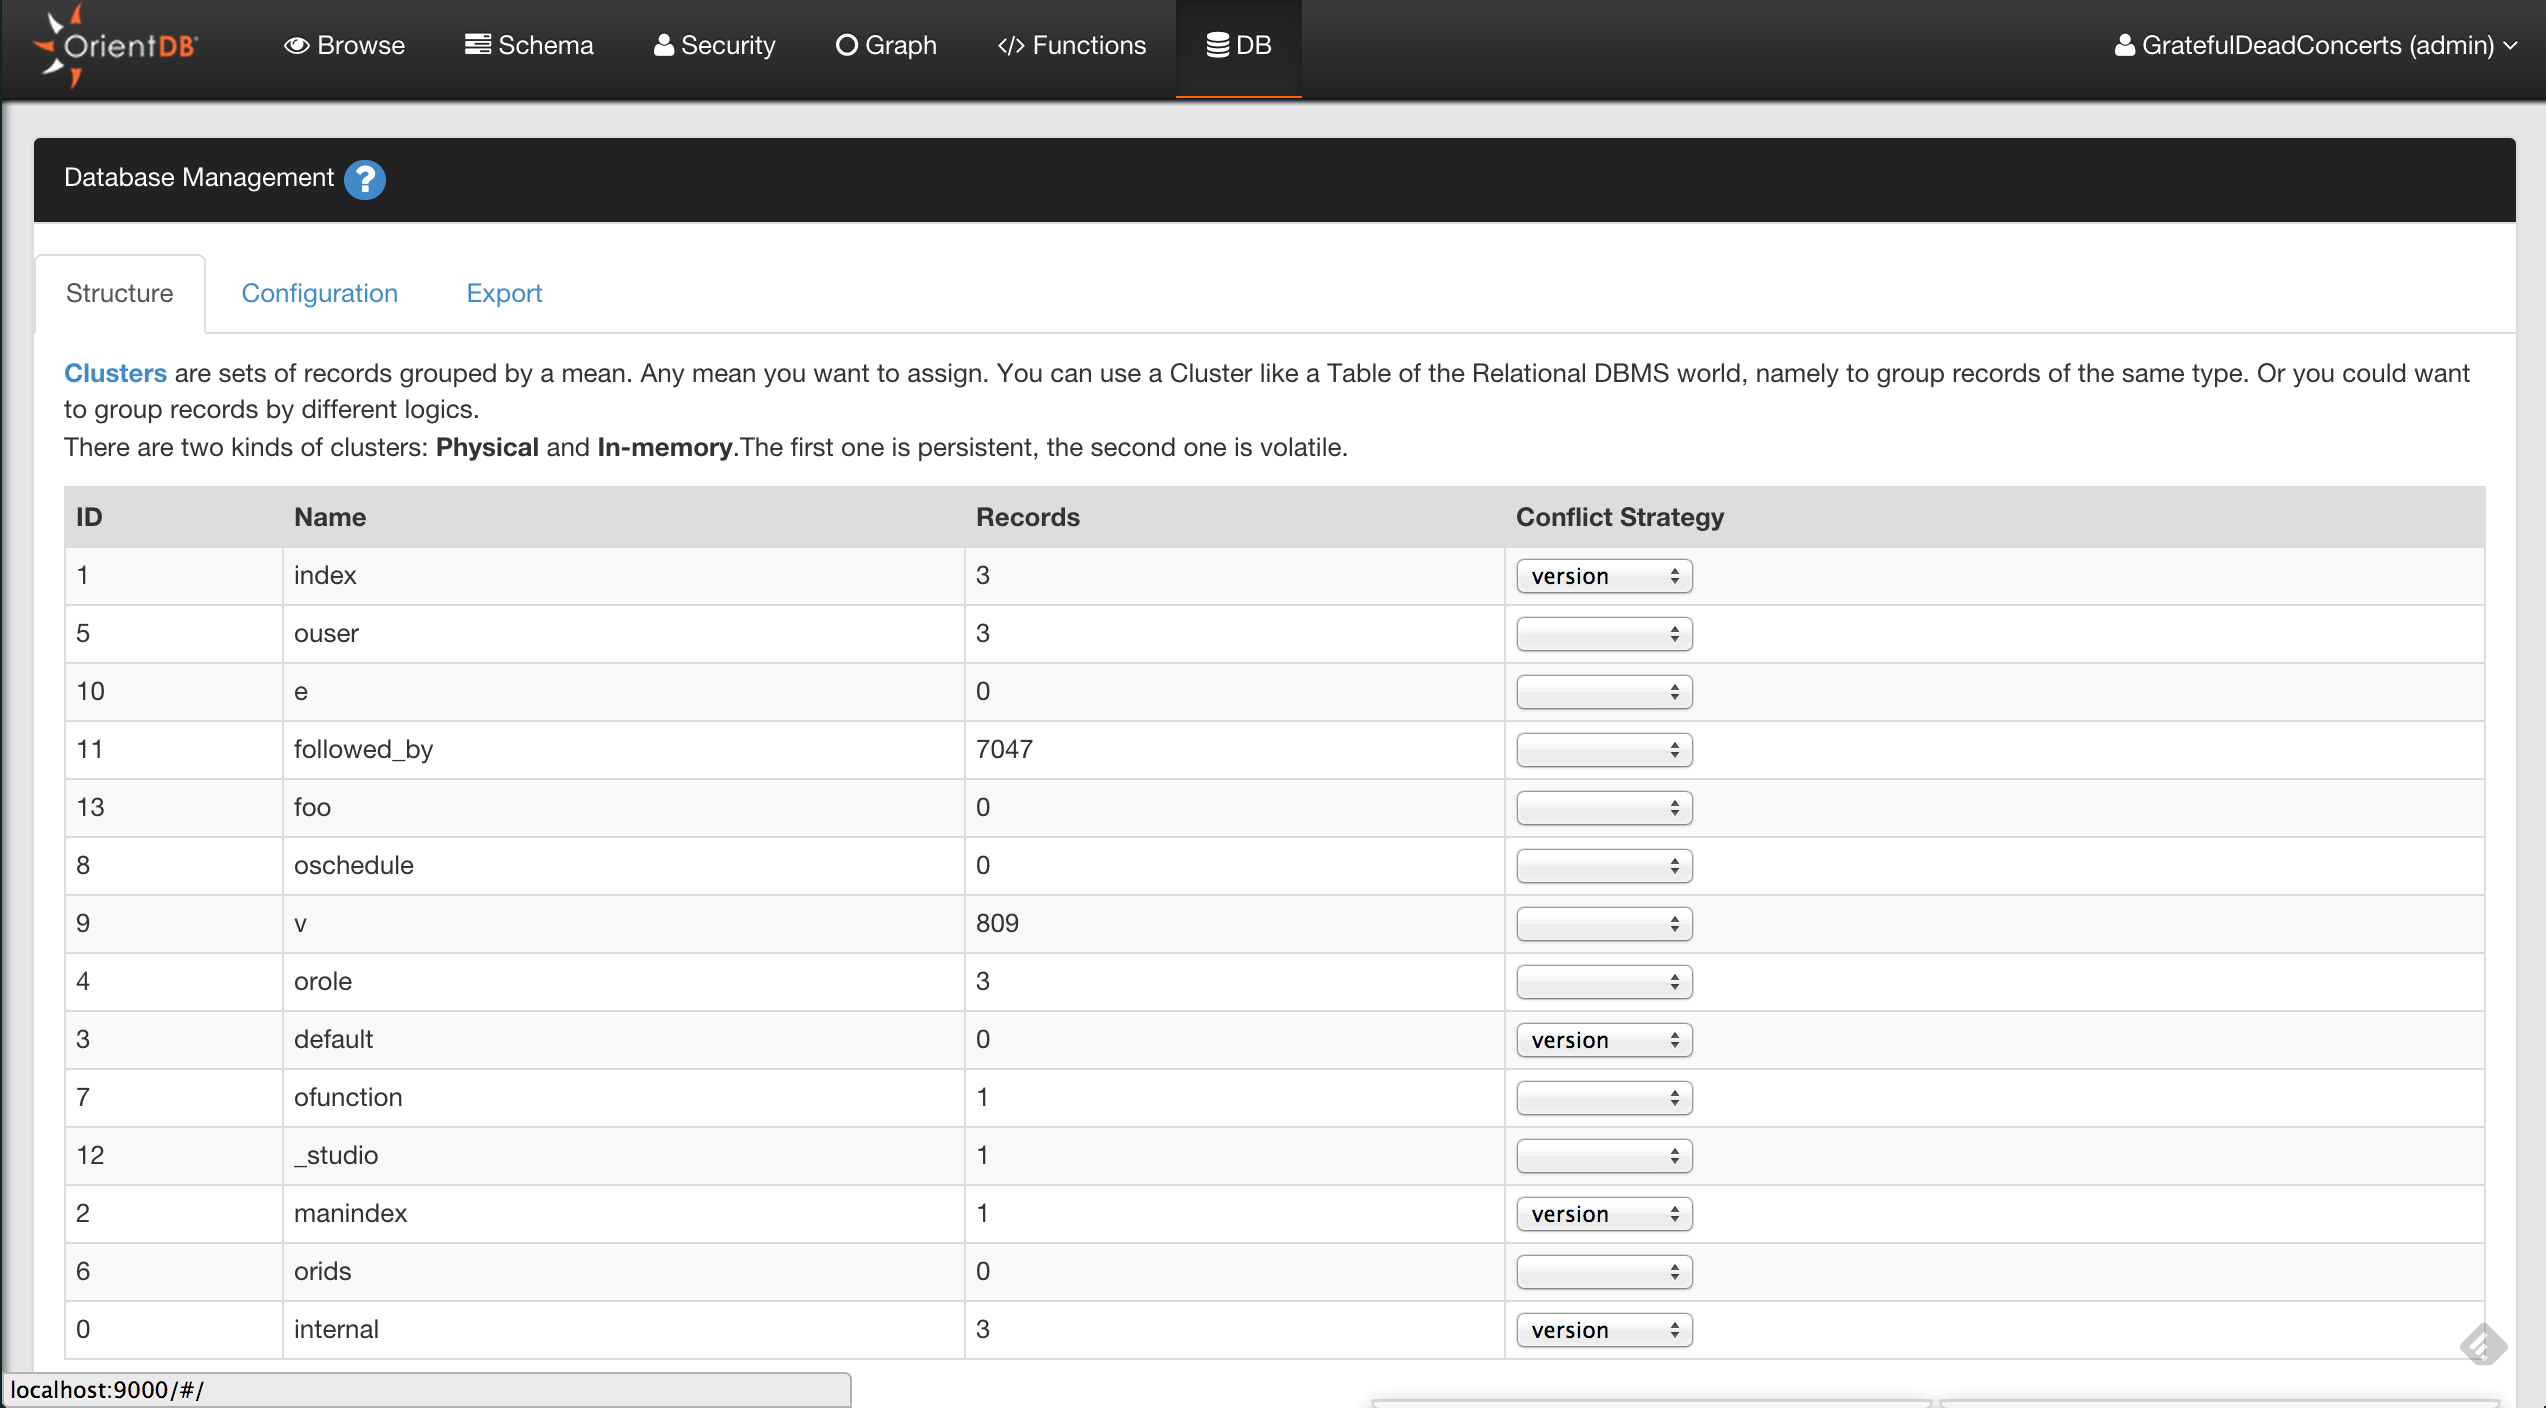 OrientDB Browse Schema Security Graph </> Functions DB GratefulDeadConcerts (admin)
Database Management ?
Structure Configuration Export
Clusters are sets of records grouped by a mean. Any mean you want to assign. You can use a Cluster like a Table of the Relational DBMS world, namely to group records of the same type. Or you could want
to group records by different logics.
There are two kinds of clusters: Physical and In-memory.The first one is persistent, the second one is volatile.
ID Name Records Conflict Strategy
1 index 3 version
5 ouser 3
10 e 0
11 followed_by 7047
13 foo 0
8 oschedule 0
9 v 809
4 orole 3
3 default 0 version
7 ofunction 1
12 _studio 1
2 manindex 1 version
6 orids 0
0 internal 3 version
localhost:9000/#/